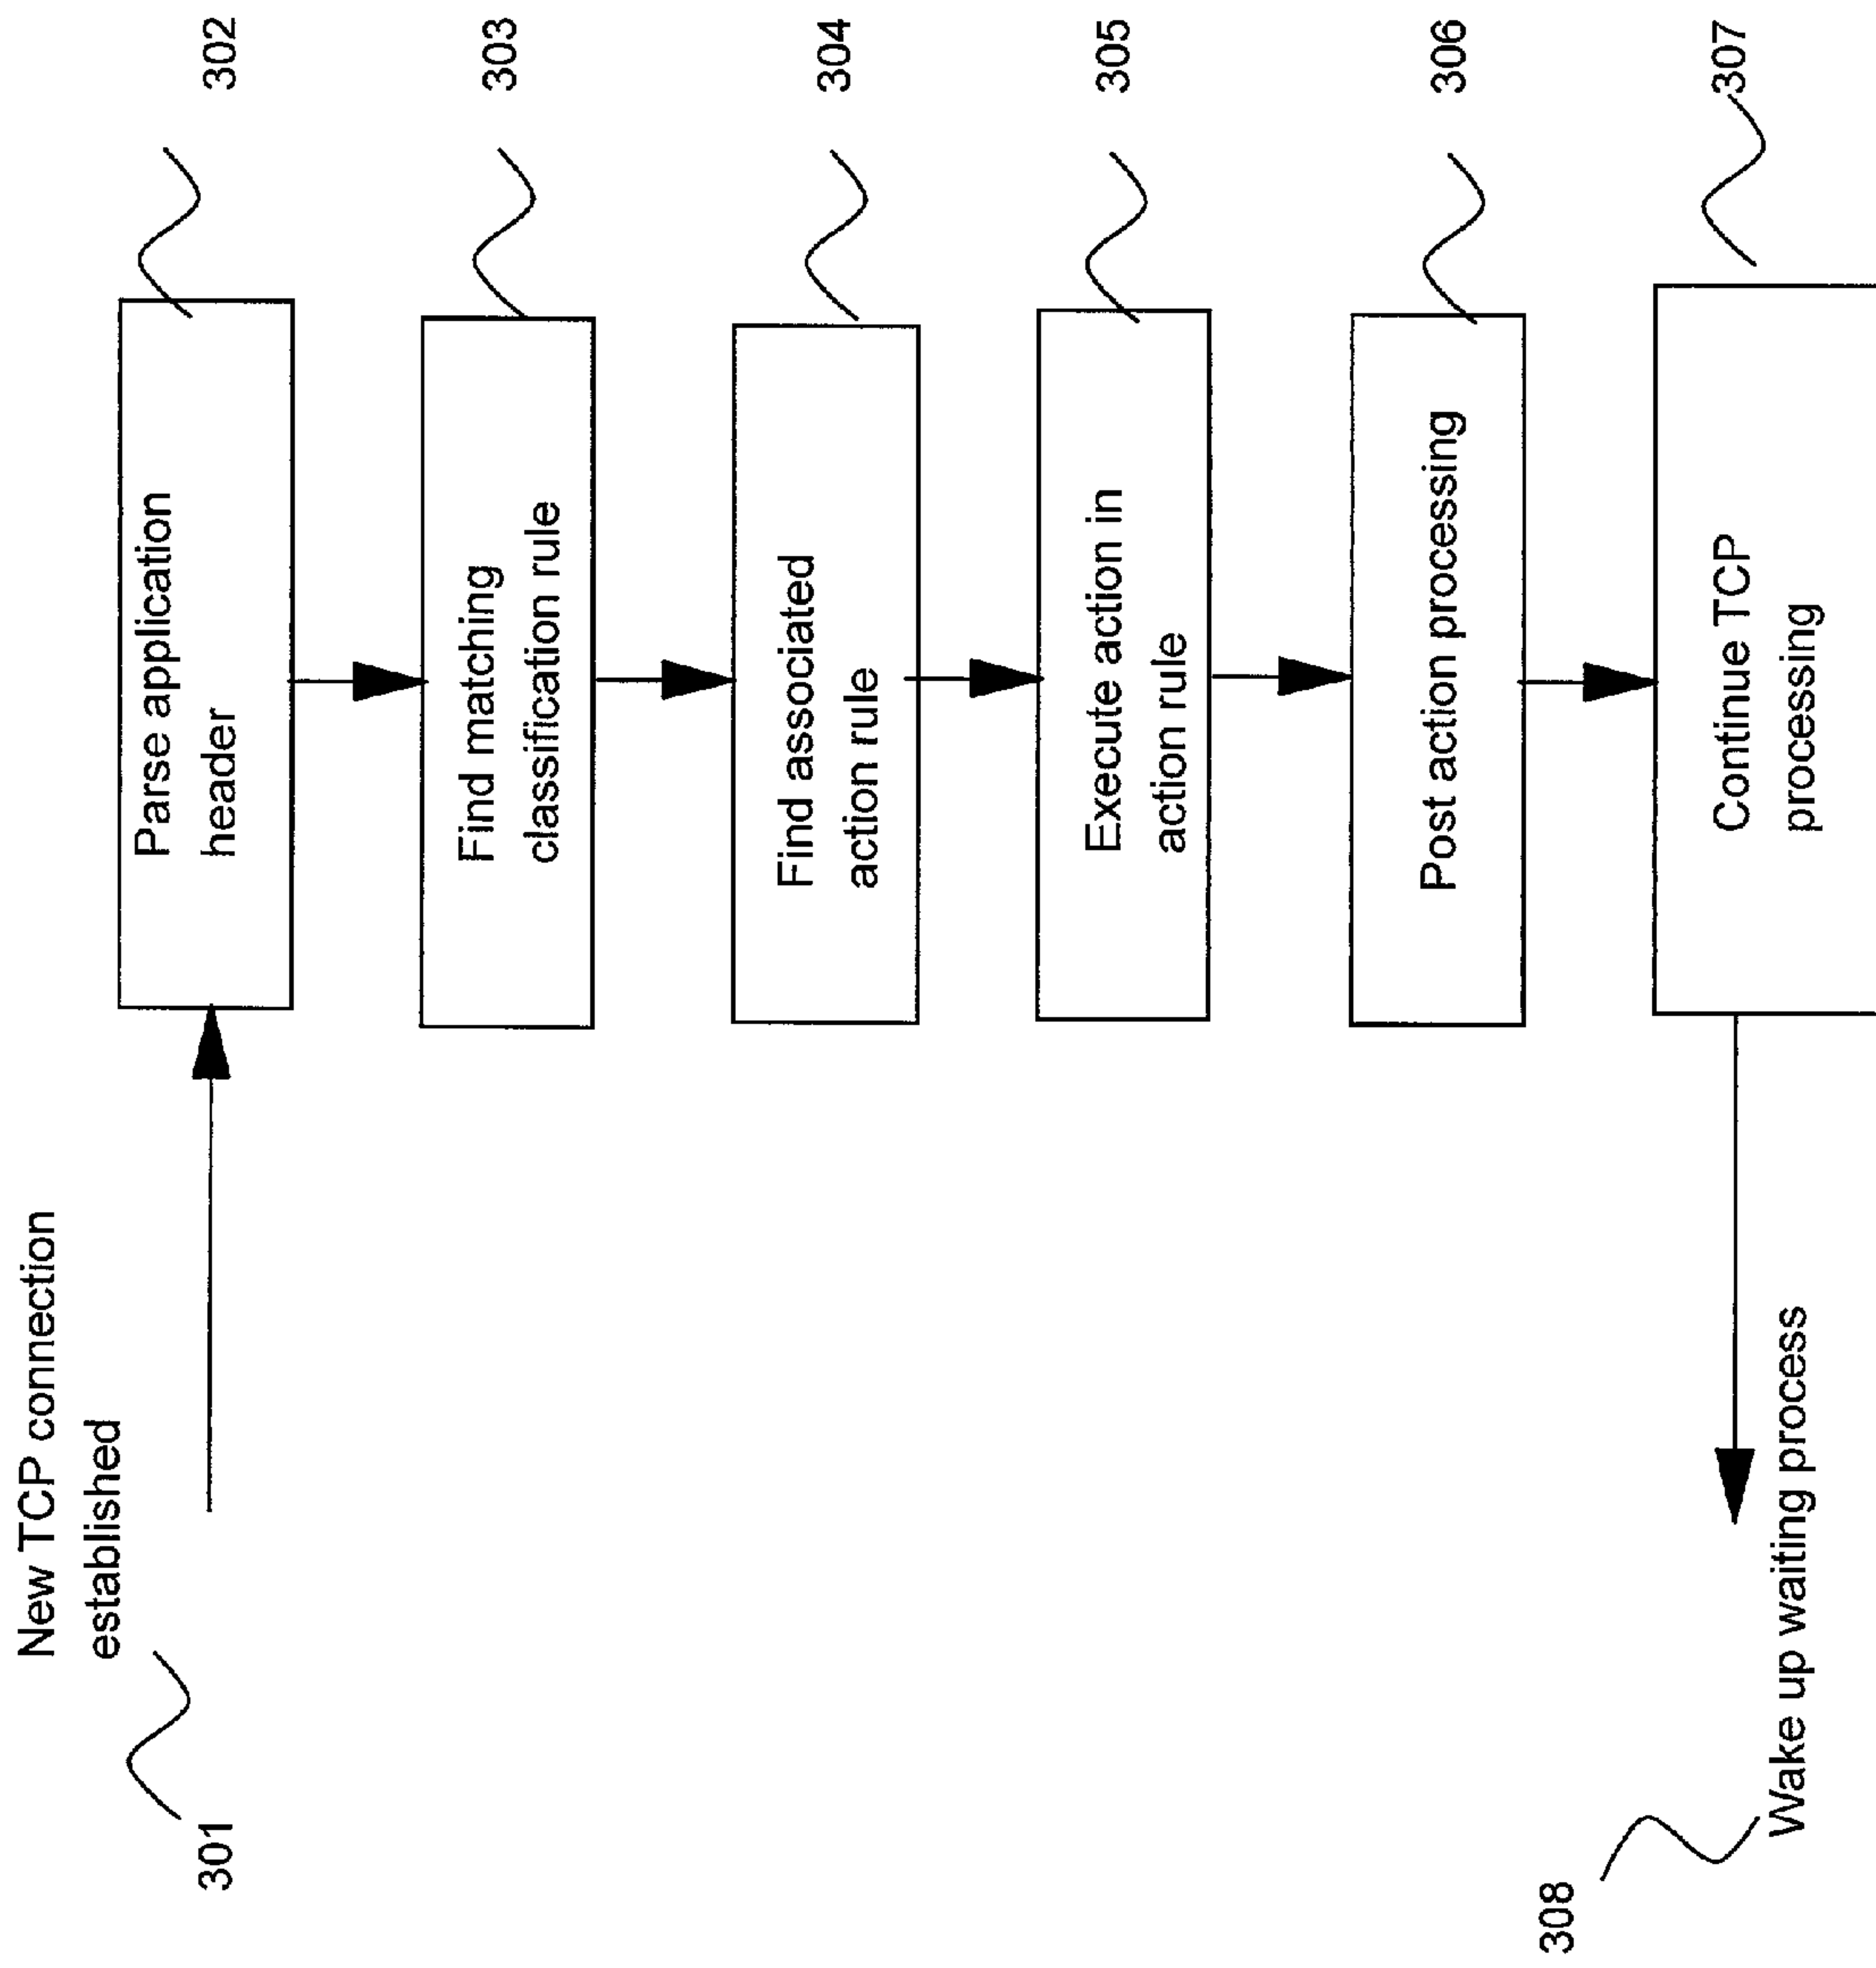 New TCP connection
established
301
Parse application
header
302
Find matching
classification rule
303
Find associated
action rule
304
Execute action in
action rule
305
Post action processing
306
Continue TCP
processing
307
Wake up waiting process
308